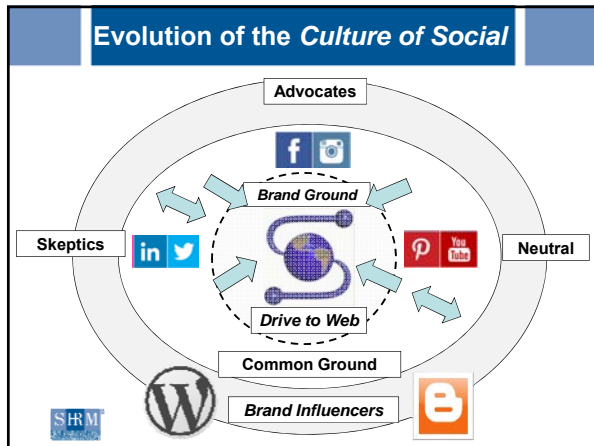 Evolution of the Culture of Social
Advocates
f
Brand Ground
Skeptics
in
You
Tube
Neutral
Drive to Web
Common Ground
W
Brand Influencers
B
SHRM